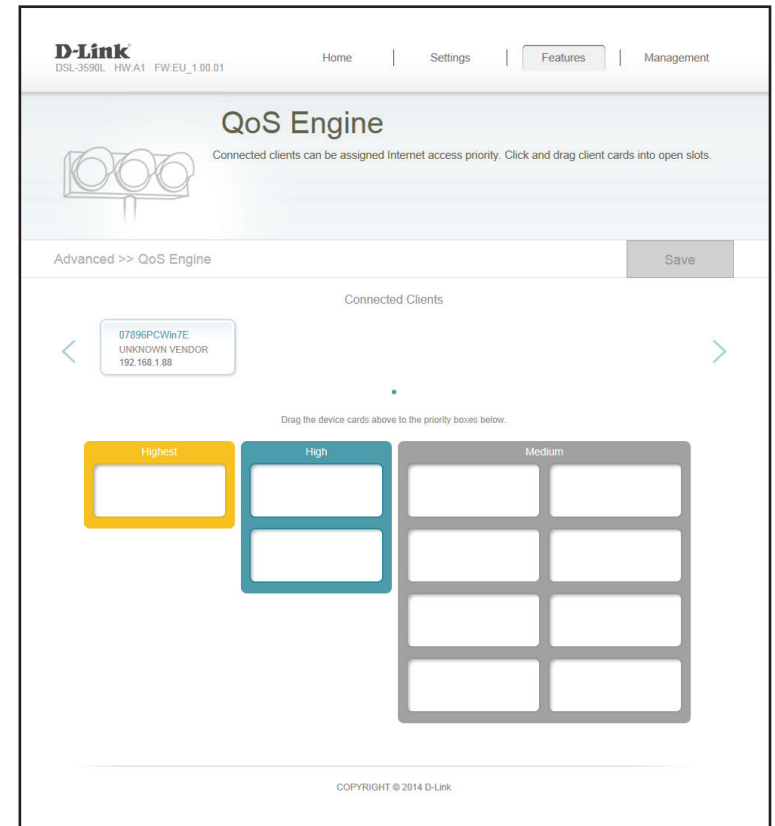 D-Link
DSL-3590L HW:A1 FW:EU_1.00.01
Home
Settings
Features
Management
QoS Engine
Connected clients can be assigned Internet access priority. Click and drag client cards into open slots.
Advanced >> QoS Engine
Save
Connected Clients
07896PCWin7E
UNKNOWN VENDOR
192.168.1.88
Drag the device cards above to the priority boxes below.
Highest
High
Medium
COPYRIGHT © 2014 D-Link